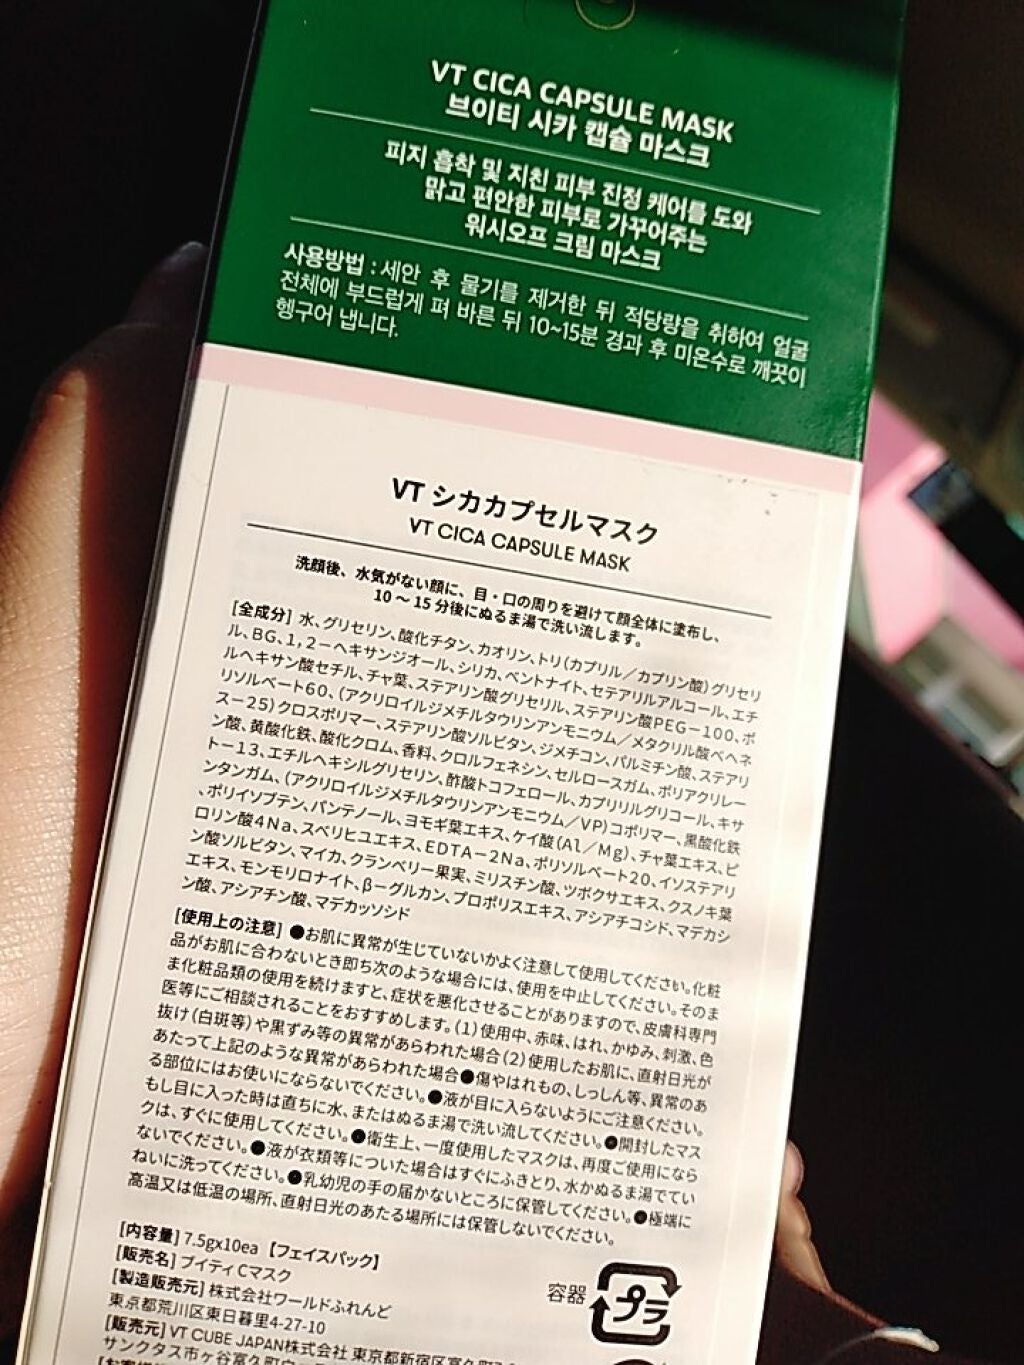 VT CICA CAPSULE MASK
브이티 시카 캡슐 마스크
피지 흡착 및 지친 피부 진정 케어를 도와
맑고 편안한 피부로 가꾸어주는
워시오프 크림 마스크
사용방법 : 세안 후 물기를 제거한 뒤 적당량을 취하여 얼굴
전체에 부드럽게 펴 바른 뒤 10~15분 경과 후 미온수로 깨끗이
헹구어 냅니다.
VT シカカプセルマスク
VT CICA CAPSULE MASK
洗顔後、水気がない顔に、目・口の周りを避けて顔全体に塗布し、
10 〜 15 分後にぬるま湯で洗い流します。
[全成分] 水、グリセリン、酸化チタン、カオリン、トリ(カプリル/カプリン酸)グリセリ
ル、BG、1,2-ヘキサンジオール、シリカ、ベントナイト、セテアリルアルコール、エチ
ルヘキサン酸セチル、チャ葉、ステアリン酸グリセリル、ステアリン酸PEG-100、ポ
リソルベート60、(アクリロイルジメチルタウリンアンモニウム/メタクリル酸ベヘネ
ス-25)クロスポリマー、ステアリン酸ソルビタン、ジメチコン、パルミチン酸、ステアリ
ン酸、黄酸化鉄、酸化クロム、香料、クロルフェネシン、セルロースガム、ポリアクリレー
ト-13、エチルヘキシルグリセリン、酢酸トコフェロール、カプリリルグリコール、キサ
ンタンガム、(アクリロイルジメチルタウリンアンモニウム/VP)コポリマー、黒酸化鉄
、ポリイソブテン、パンテノール、ヨモギ葉エキス、ケイ酸(Al/Mg)、チャ葉エキス、ピ
ロリン酸4Na、スベリヒユエキス、EDTA-2Na、ポリソルベート20、イソステアリ
ン酸ソルビタン、マイカ、クランベリー果実、ミリスチン酸、ツボクサエキス、クスノキ葉
エキス、モンモリロナイト、β-グルカン、プロポリスエキス、アシアチコシド、マデカシ
ン酸、アシアチン酸、マデカッソシド
[使用上の注意] ●お肌に異常が生じていないかよく注意して使用してください。化粧
品がお肌に合わないとき即ち次のような場合には、使用を中止してください。そのま
ま化粧品類の使用を続けますと、症状を悪化させることがありますので、皮膚科専門
医等にご相談されることをおすすめします。(1)使用中、赤味、はれ、かゆみ、刺激、色
抜け(白斑等)や黒ずみ等の異常があらわれた場合(2)使用したお肌に、直射日光が
あたって上記のような異常があらわれた場合●傷やはれもの、しっしん等、異常のあ
る部位にはお使いにならないでください。●液が目に入らないようにご注意ください。
もし目に入った時は直ちに水、またはぬるま湯で洗い流してください。●開封したマス
クは、すぐに使用してください。●衛生上、一度使用したマスクは、再度ご使用になら
ないでください。●液が衣類等についた場合はすぐにふきとり、水かぬるま湯でてい
ねいに洗ってください。●乳幼児の手の届かないところに保管してください。●極端に
高温又は低温の場所、直射日光のあたる場所には保管しないでください。
[内容量] 7.5gx10ea 【フェイスパック】
[販売名] ブイティCマスク
[製造販売元] 株式会社ワールドふれんど
東京都荒川区東日暮里4-27-10
[販売元] VT CUBE JAPAN株式会社 東京都新宿区富久町
サンクタス市ヶ谷富久町
容器
プラ